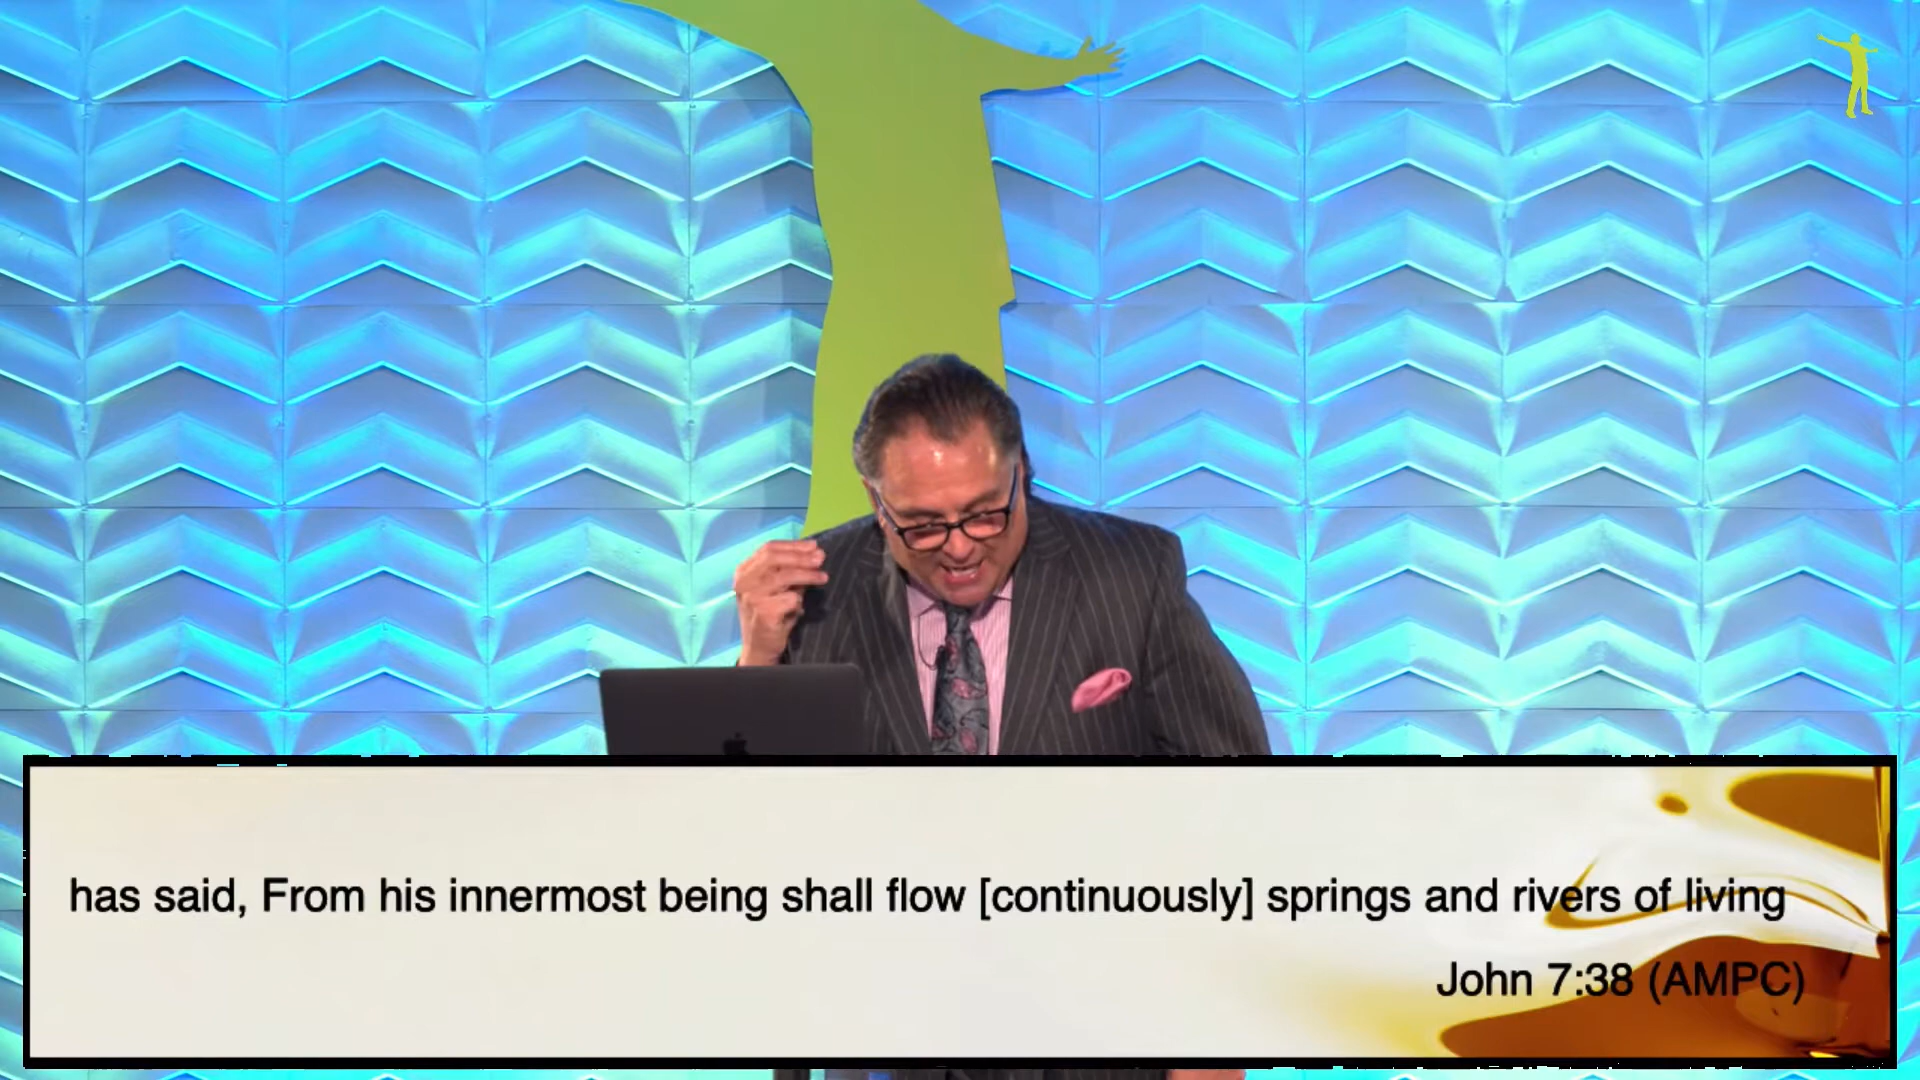 has said, From his innermost being shall flow [continuously] springs and rivers of living
John 7:38 (AMPC)